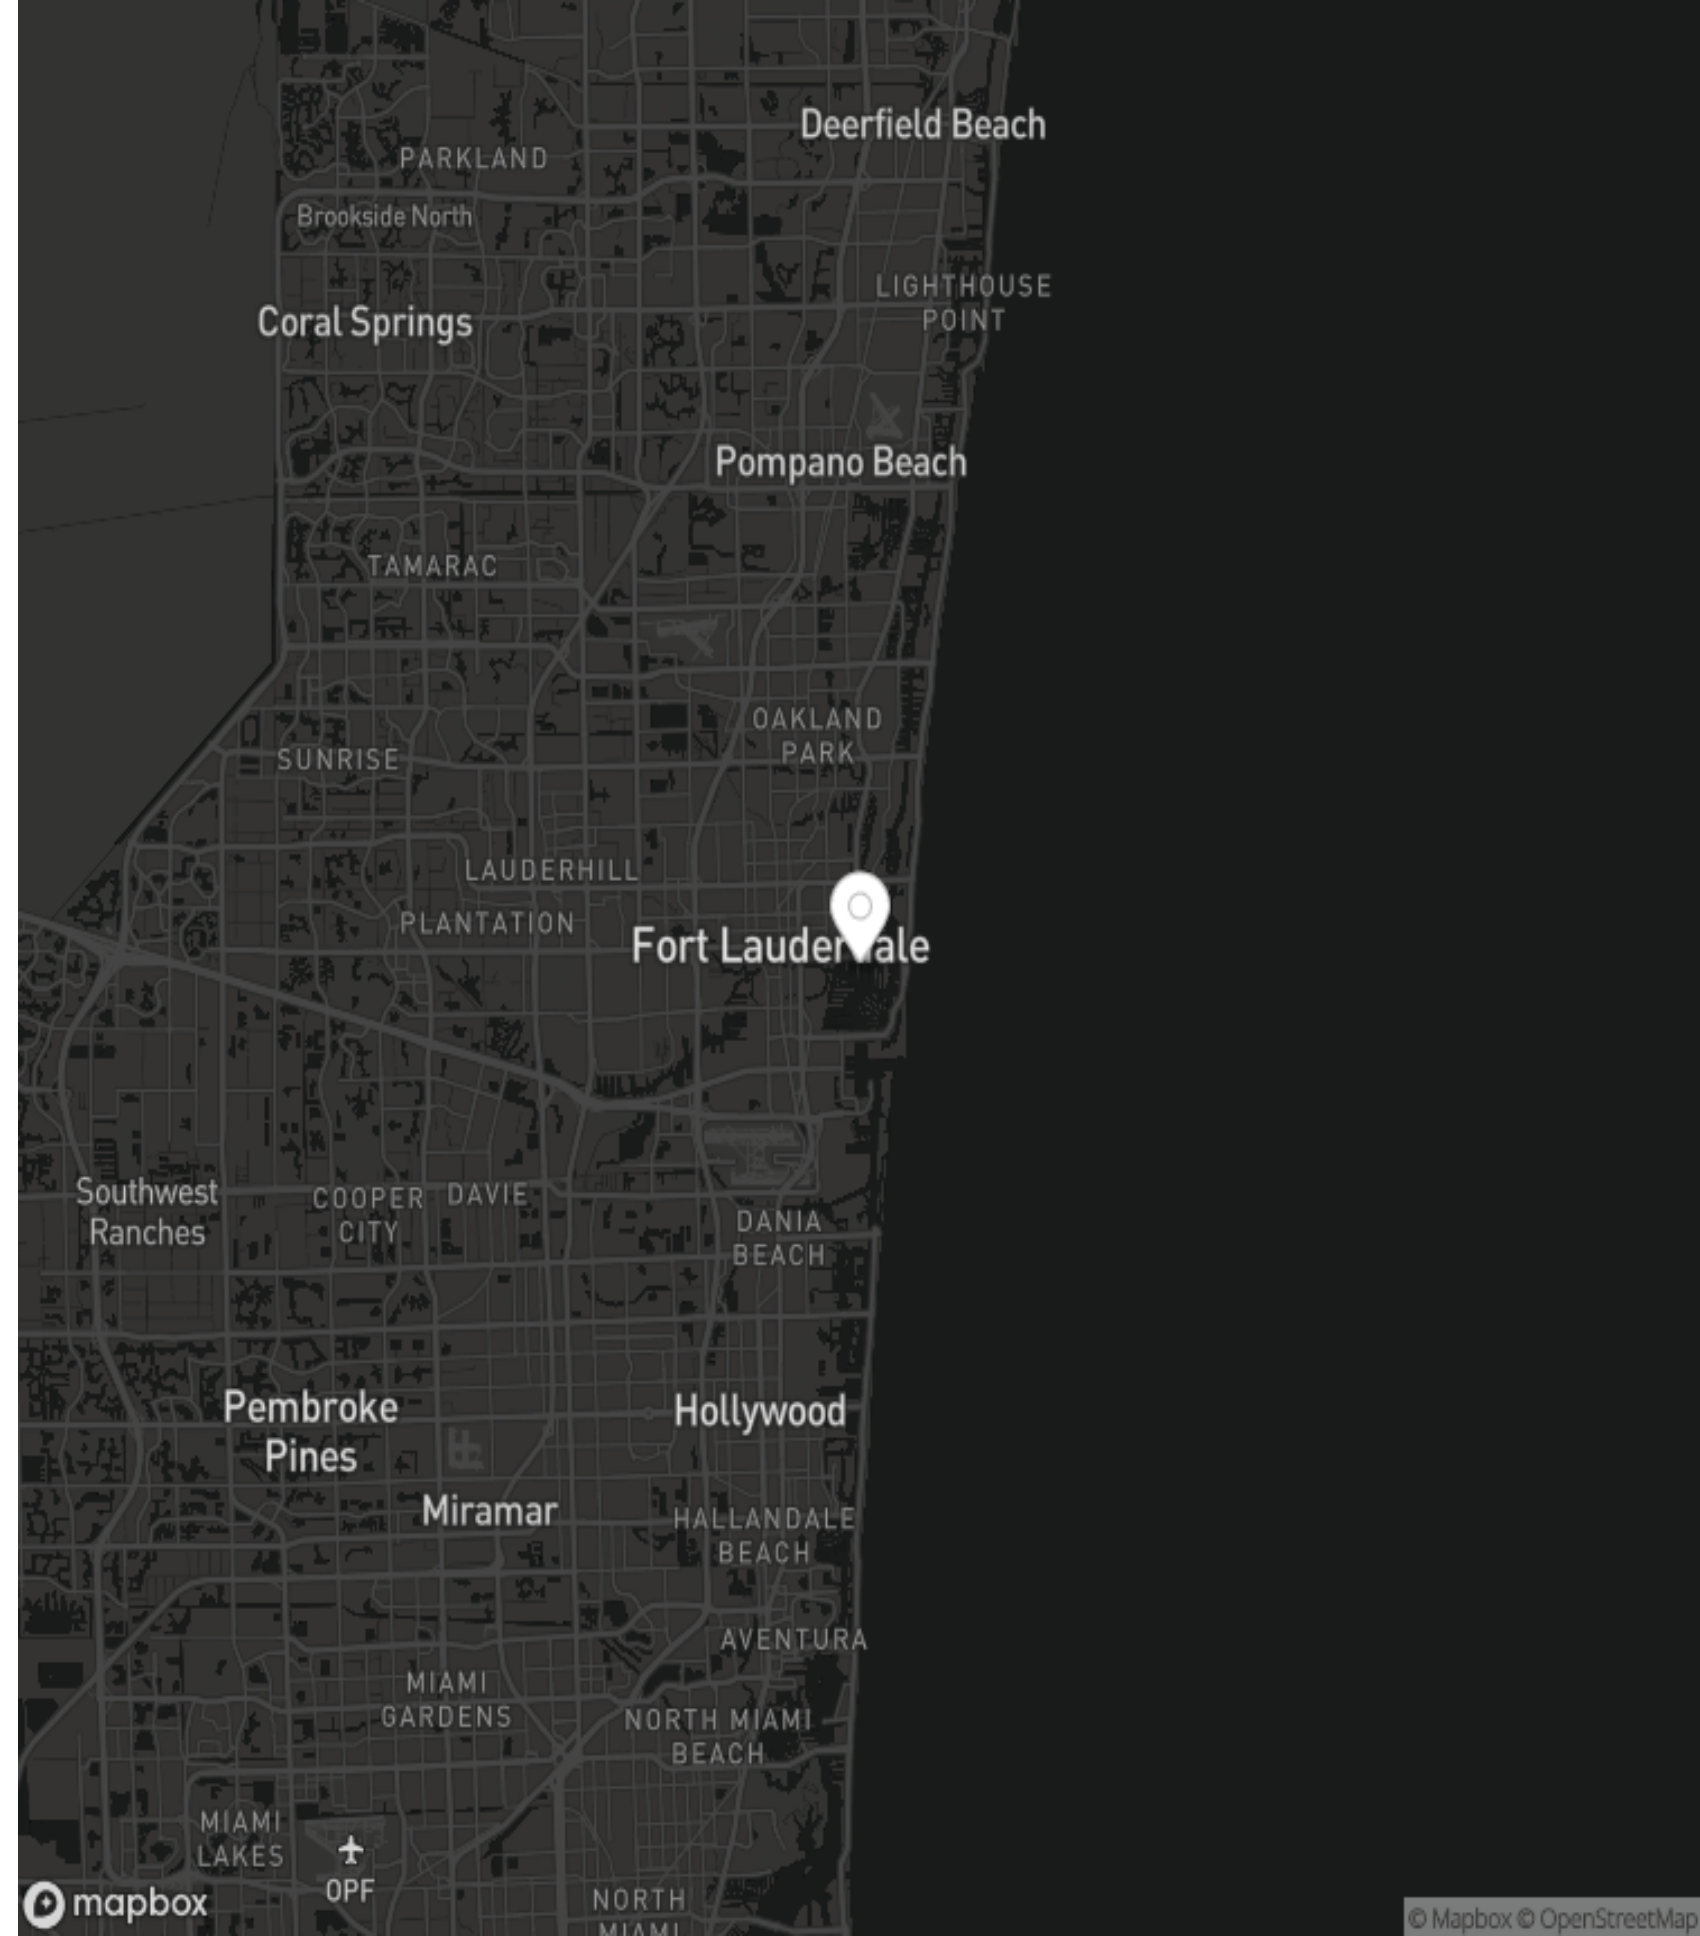 Deerfield Beach
PARKLAND
Brookside North
LIGHTHOUSE
POINT
Coral Springs
Pompano Beach
TAMARAC
OAKLAND
PARK
SUNRISE
LAUDERHILL
PLANTATION
Fort Lauderdale
Southwest
Ranches
COOPER
CITY
DAVIE
DANIA
BEACH
Pembroke
Pines
Hollywood
Miramar
HALLANDALE
BEACH
AVENTURA
MIAMI
GARDENS
NORTH MIAMI
BEACH
MIAMI
LAKES
OPF
NORTH
MIAMI
mapbox
© Mapbox © OpenStreetMap